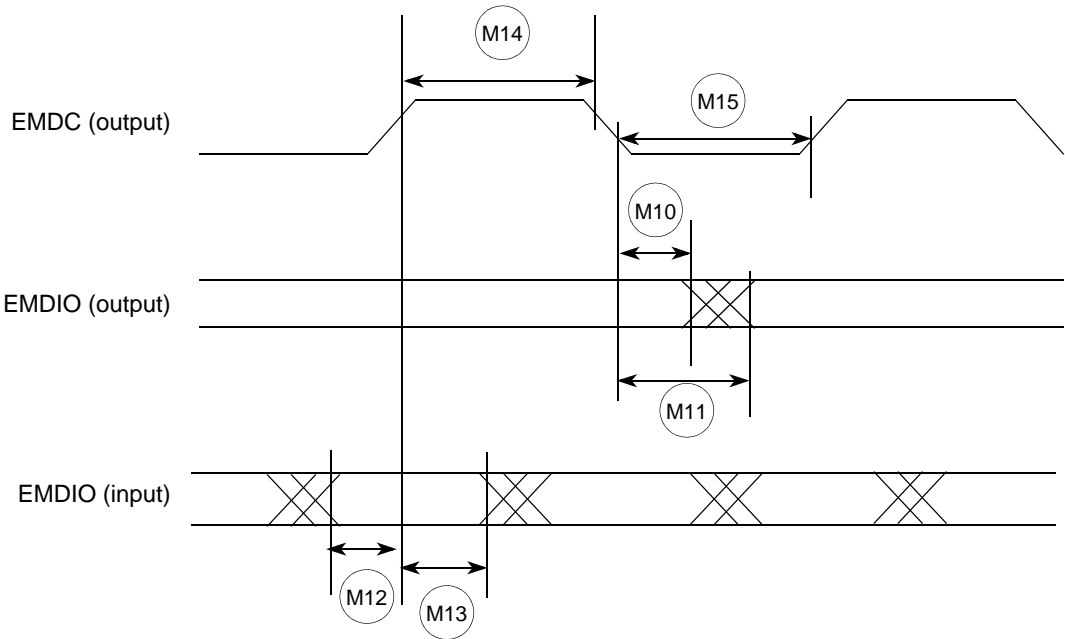 M14
EMDC (output)
M15
M10
EMDIO (output)
M11
EMDIO (input)
M12
M13